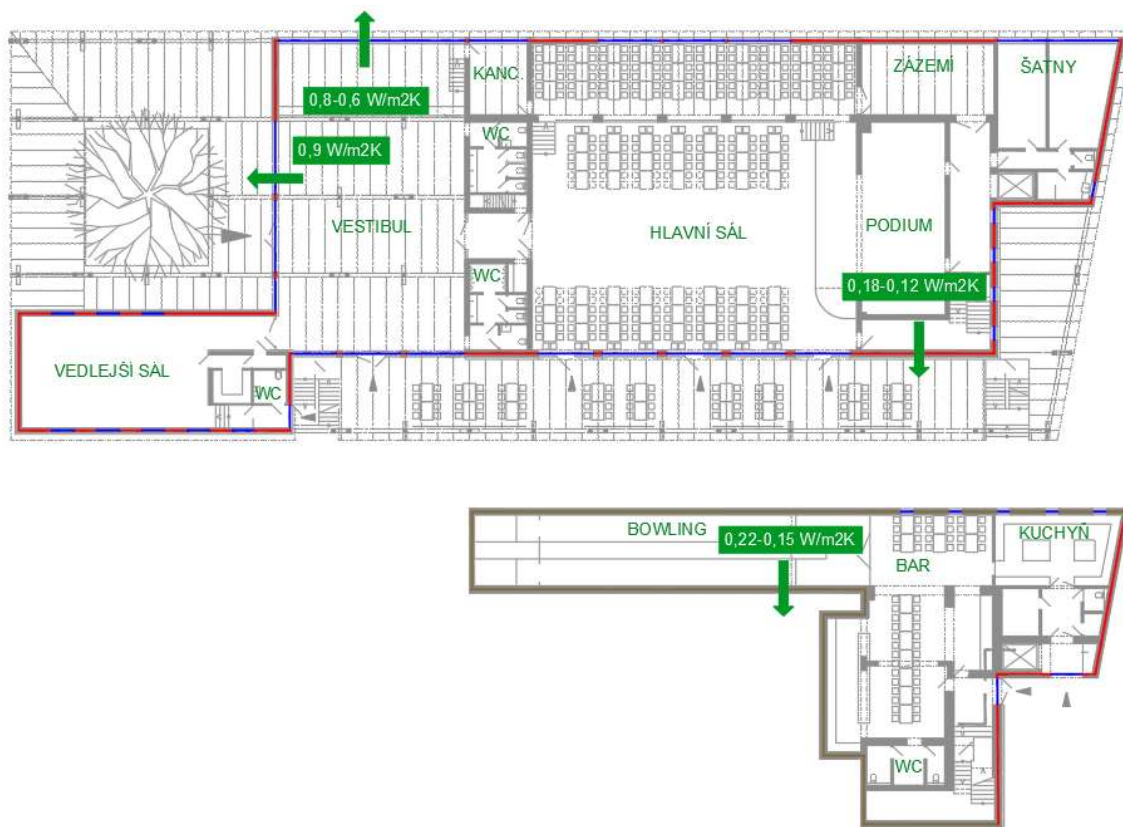 KANC.
ZÁZEMÍ
ŠATNY
0,8-0,6 W/m2K
WC
0,9 W/m2K
VESTIBUL
HLAVNÍ SÁL
PODIUM
WC
0,18-0,12 W/m2K
VEDLEJŠÍ SÁL
WC
BOWLING
0,22-0,15 W/m2K
KUCHYŇ
BAR
WC